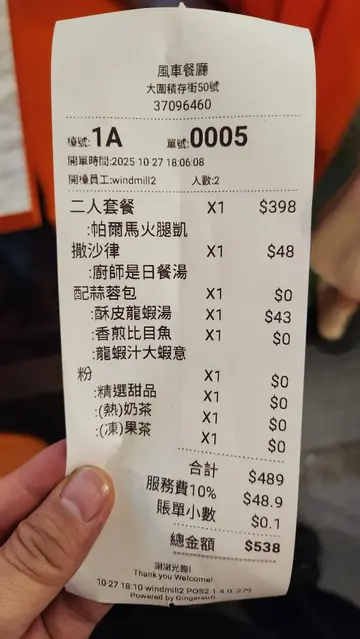 風車餐廳
大圍積存街50號
37096460
檯號:1A 單號:0005
開單時間:2025-10-27 18:06:08
開檯員工:windmill2 人數:2
二人套餐 X1 $398
:帕爾馬火腿凱
撒沙律 X1 $48
:廚師是日餐湯
配蒜蓉包 X1 $0
:酥皮龍蝦湯 X1 $43
:香煎比目魚 X1 $0
:龍蝦汁大蝦意
粉 X1 $0
:精選甜品 X1 $0
:(熱)奶茶 X1 $0
:(凍)果茶 X1 $0
合計 $489
服務費10% $48.9
賬單小數 $0.1
總金額 $538
謝謝光臨!
Thank you Welcome!
10-27 18:10 windmill2 POS2 1.4.0.279
Powered by Gingersoft